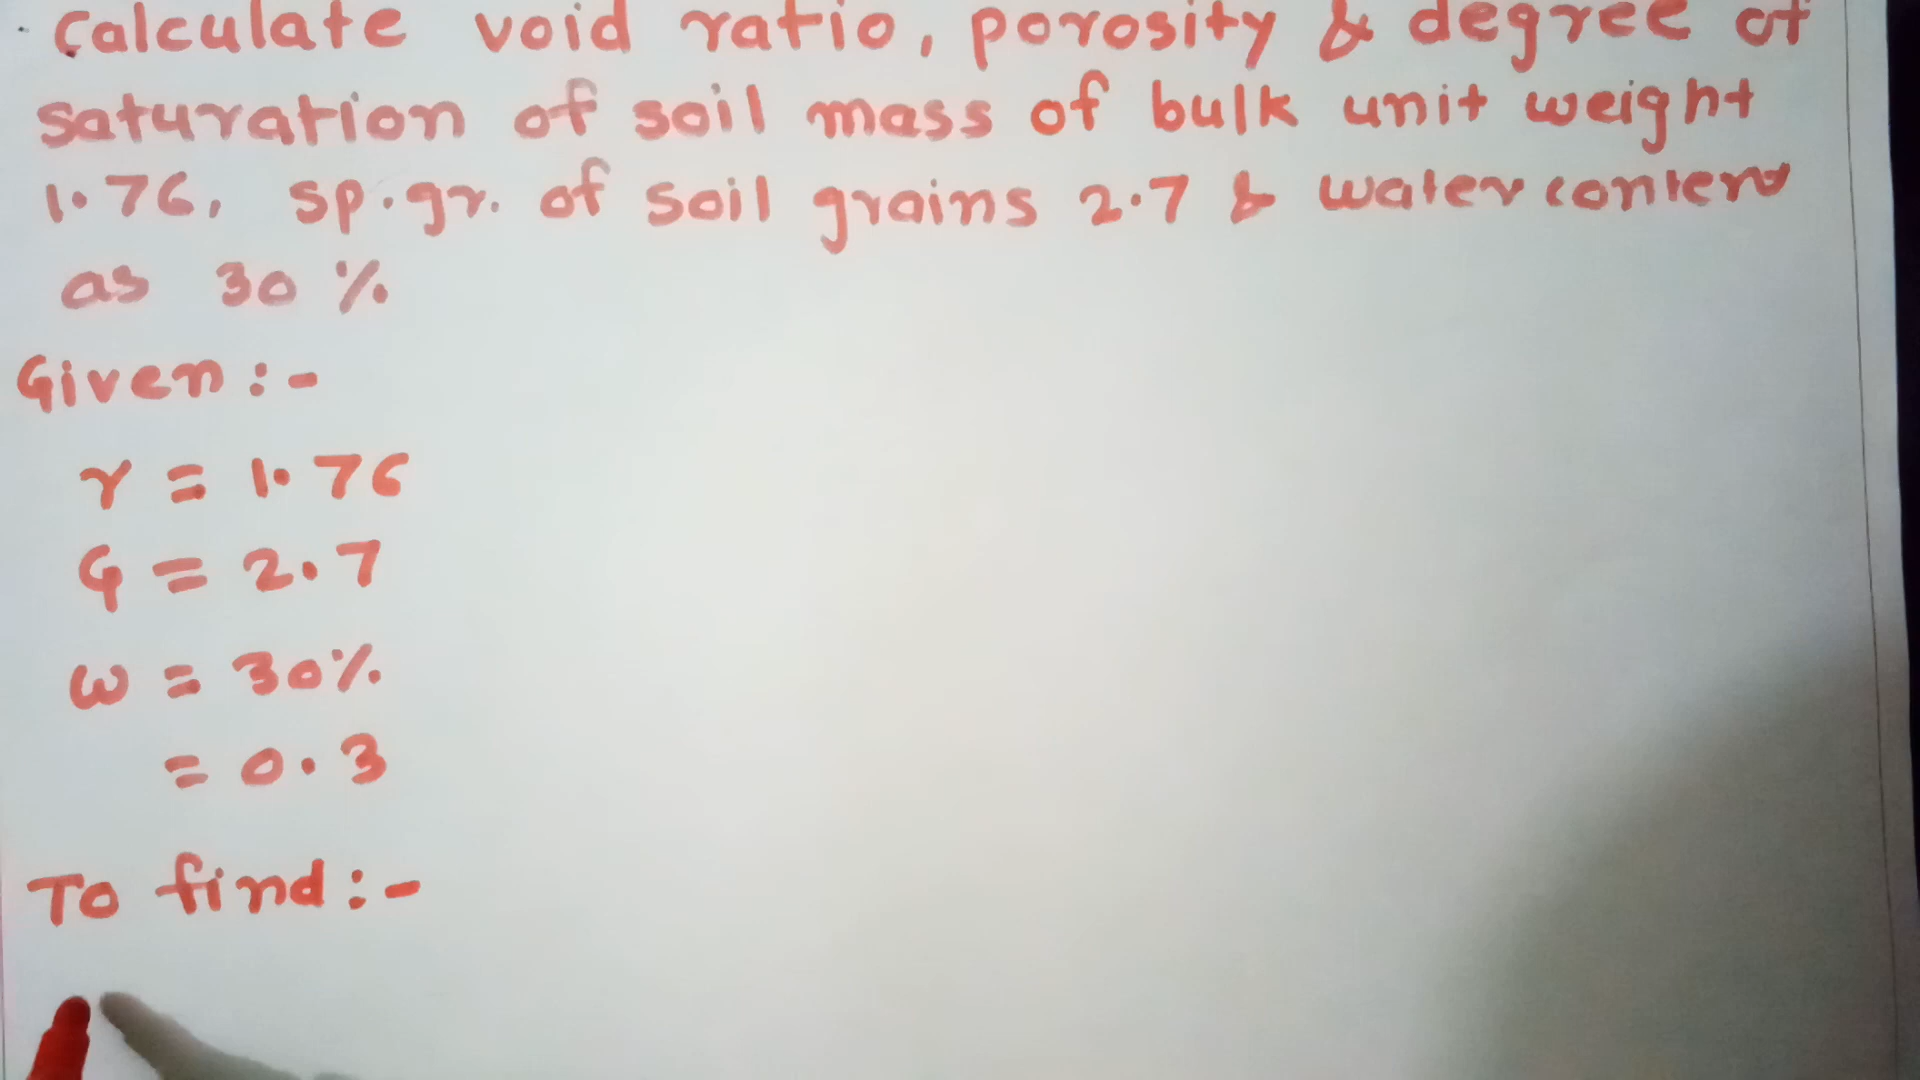 Calculate void ratio, porosity & degree of
saturation of soil mass of bulk unit weight
1.76, sp.gr. of soil grains 2.7 & water content
as 30 %
Given :-
γ = 1.76
G = 2.7
ω = 30%
= 0.3
To find :-